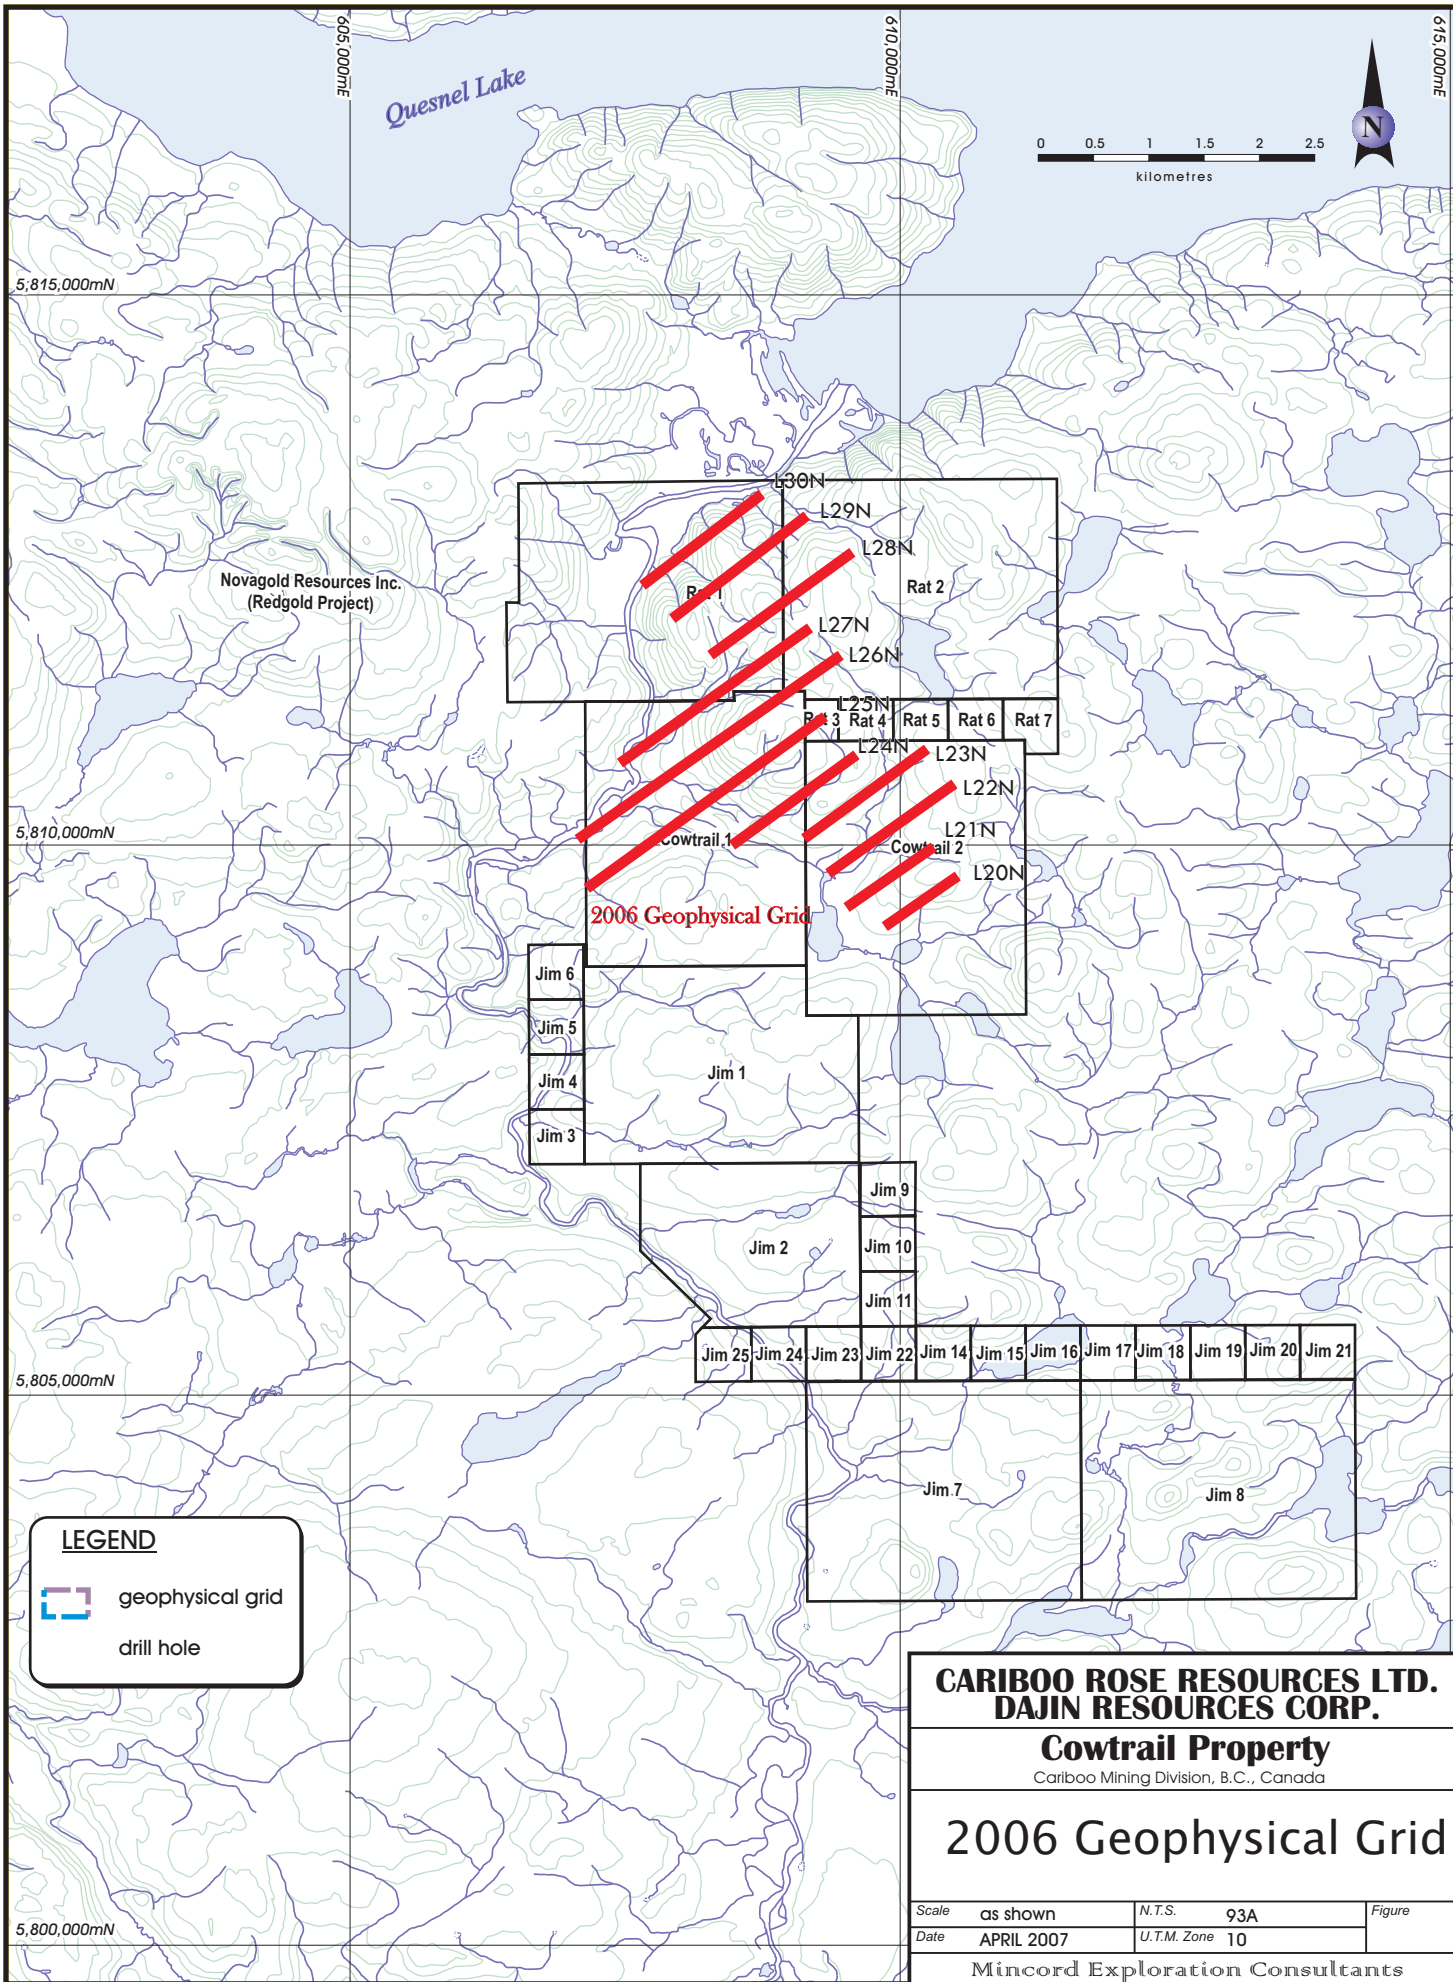 605,000mE
610,000mE
615,000mE
Quesnel Lake
N
0 0.5 1 1.5 2 2.5
kilometres
5,815,000mN
L30N
L29N
L28N
Novagold Resources Inc.
(Redgold Project)
Rat 1
Rat 2
L27N
L26N
L25N
Rat 3
Rat 4
Rat 5
Rat 6
Rat 7
L24N
L23N
L22N
5,810,000mN
L21N
Cowtrail 1
Cowtrail 2
L20N
2006 Geophysical Grid
Jim 6
Jim 5
Jim 1
Jim 4
Jim 3
Jim 9
Jim 2
Jim 10
Jim 11
Jim 25
Jim 24
Jim 23
Jim 22
Jim 14
Jim 15
Jim 16
Jim 17
Jim 18
Jim 19
Jim 20
Jim 21
5,805,000mN
Jim 7
Jim 8
LEGEND
geophysical grid
drill hole
CARIBOO ROSE RESOURCES LTD.
DAJIN RESOURCES CORP.
Cowtrail Property
Cariboo Mining Division, B.C., Canada
2006 Geophysical Grid
Scale as shown
N.T.S. 93A
Figure
Date APRIL 2007
U.T.M. Zone 10
Mincord Exploration Consultants
5,800,000mN